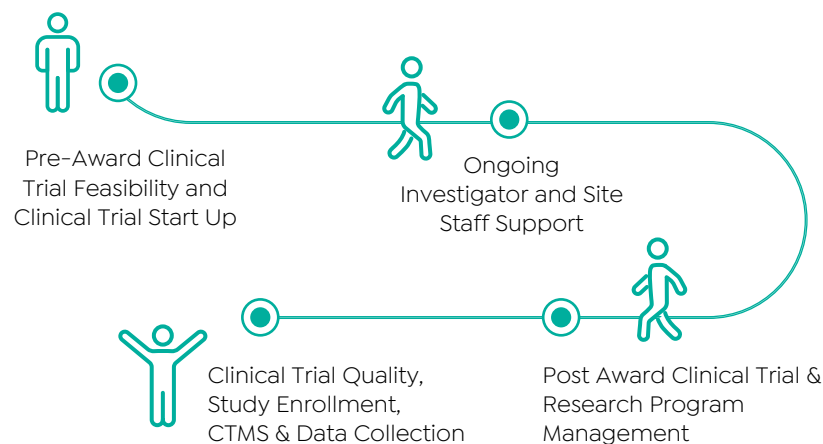 Pre-Award Clinical
Trial Feasibility and
Clinical Trial Start Up
Ongoing
Investigator and Site
Staff Support
Post Award Clinical Trial &
Research Program
Management
Clinical Trial Quality,
Study Enrollment,
CTMS & Data Collection